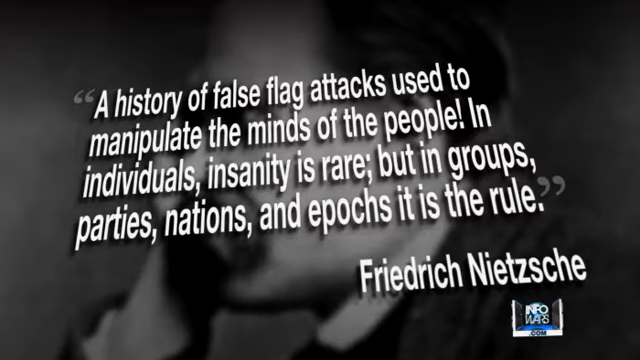 “A history of false flag attacks used to
manipulate the minds of the people! In
individuals, insanity is rare; but in groups,
parties, nations, and epochs it is the rule.”
Friedrich Nietzsche
INFO
WARS
.COM